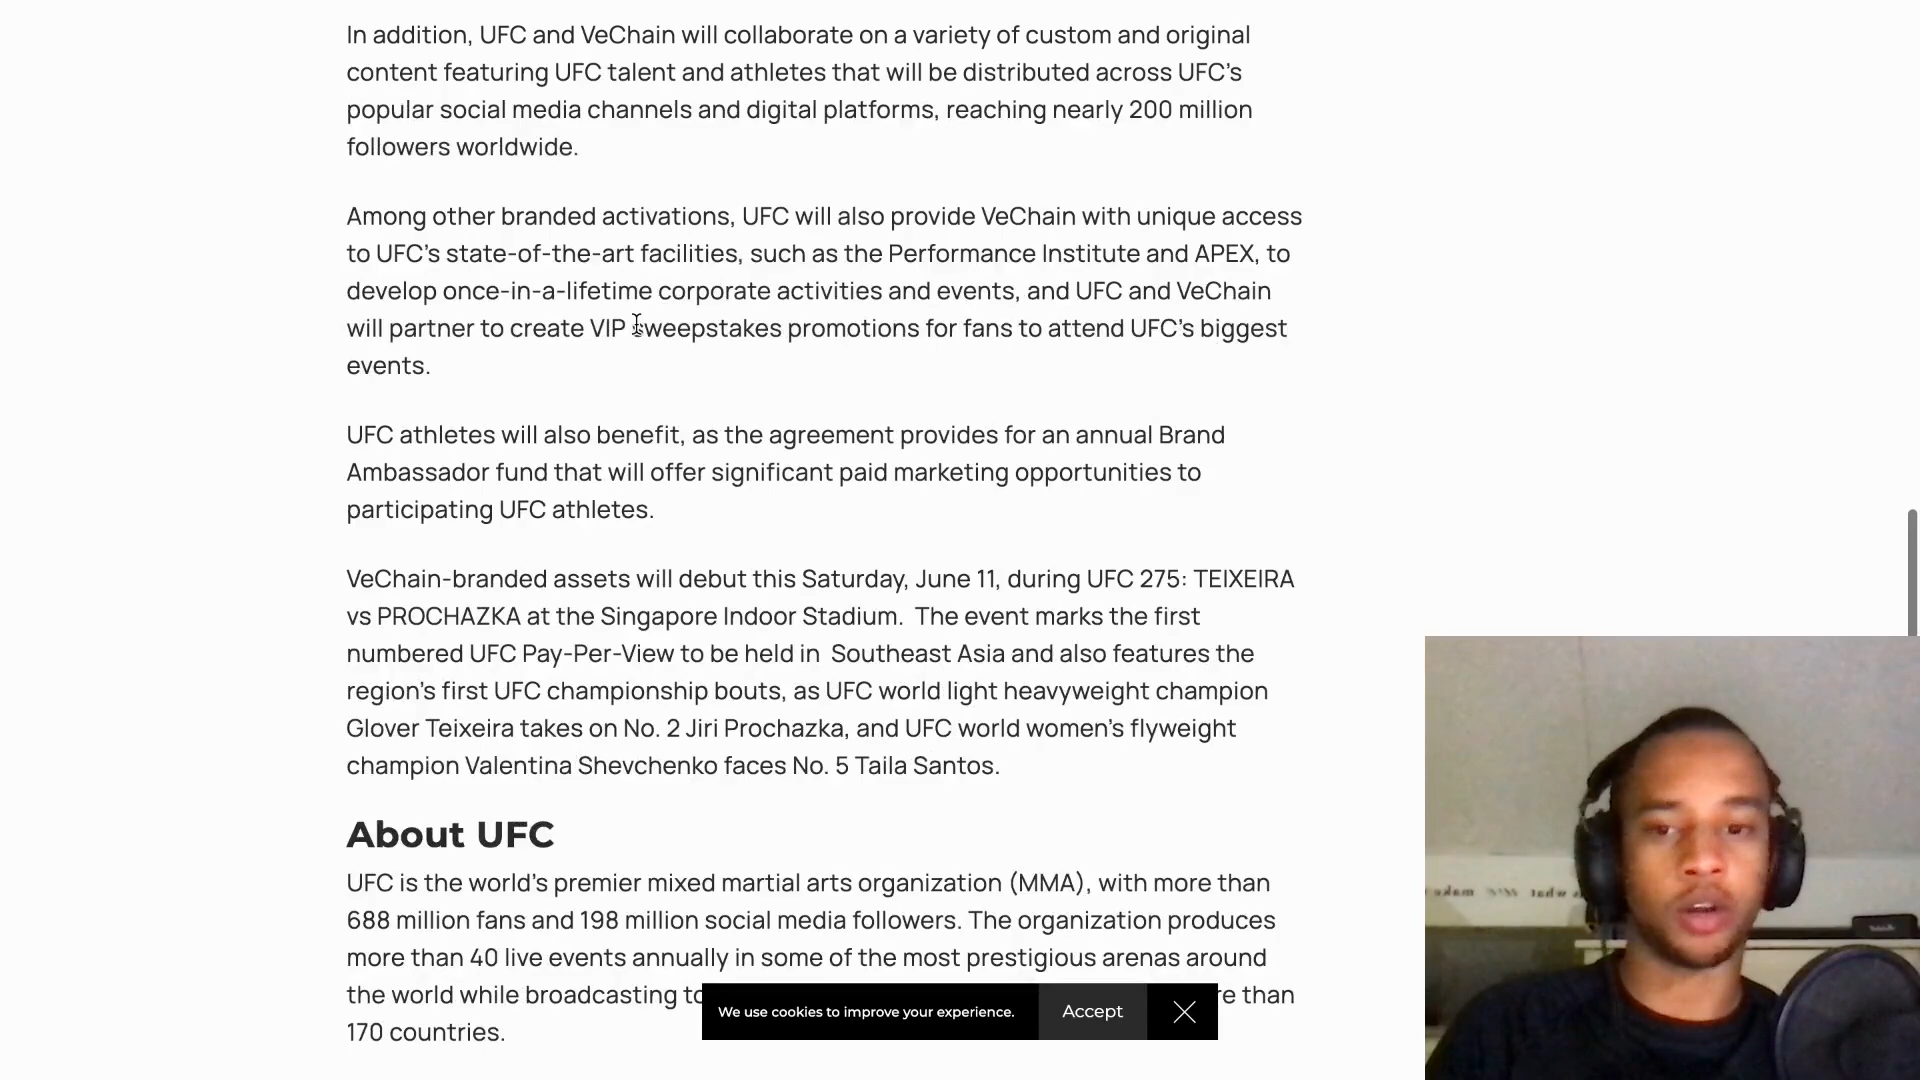 In addition, UFC and VeChain will collaborate on a variety of custom and original
content featuring UFC talent and athletes that will be distributed across UFC’s
popular social media channels and digital platforms, reaching nearly 200 million
followers worldwide.
Among other branded activations, UFC will also provide VeChain with unique access
to UFC’s state-of-the-art facilities, such as the Performance Institute and APEX, to
develop once-in-a-lifetime corporate activities and events, and UFC and VeChain
will partner to create VIP sweepstakes promotions for fans to attend UFC’s biggest
events.
UFC athletes will also benefit, as the agreement provides for an annual Brand
Ambassador fund that will offer significant paid marketing opportunities to
participating UFC athletes.
VeChain-branded assets will debut this Saturday, June 11, during UFC 275: TEIXEIRA
vs PROCHAZKA at the Singapore Indoor Stadium.  The event marks the first
numbered UFC Pay-Per-View to be held in  Southeast Asia and also features the
region’s first UFC championship bouts, as UFC world light heavyweight champion
Glover Teixeira takes on No. 2 Jiri Prochazka, and UFC world women’s flyweight
champion Valentina Shevchenko faces No. 5 Taila Santos.
About UFC
UFC is the world’s premier mixed martial arts organization (MMA), with more than
688 million fans and 198 million social media followers. The organization produces
more than 40 live events annually in some of the most prestigious arenas around
the world while broadcasting than
170 countries.
We use cookies to improve your experience.
Accept